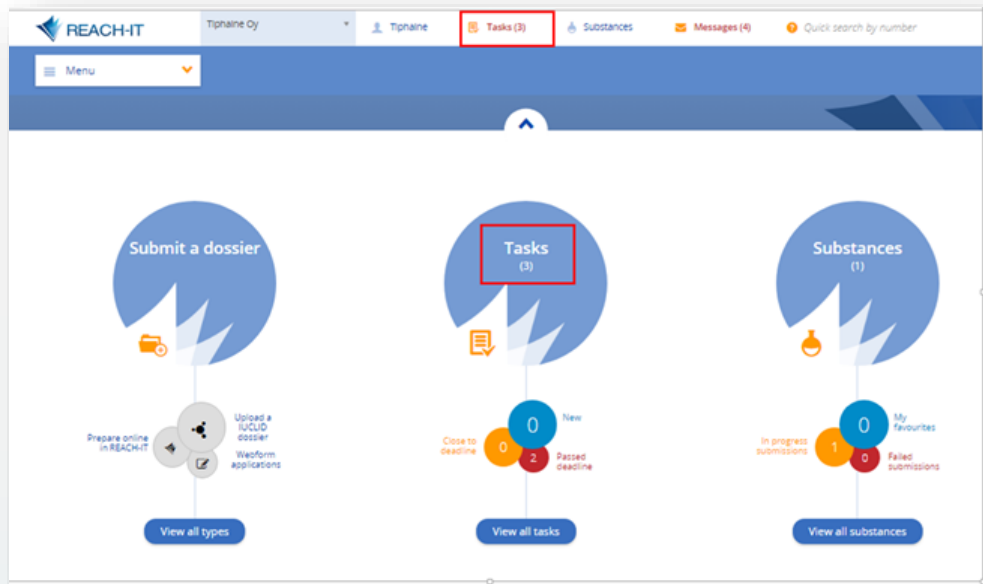 REACH-IT
Tiphaine Oy
Tiphaine
Tasks (3)
Substances
Messages (4)
Quick search by number
Menu
Submit a dossier
Tasks
(3)
Substances
(1)
Prepare online
in REACH-IT
Upload a
IUCLID
dossier
Webform
applications
Close to
deadline
0
0
New
2
Passed
deadline
In progress
submissions
1
0
My
favourites
0
Failed
submissions
View all types
View all tasks
View all substances